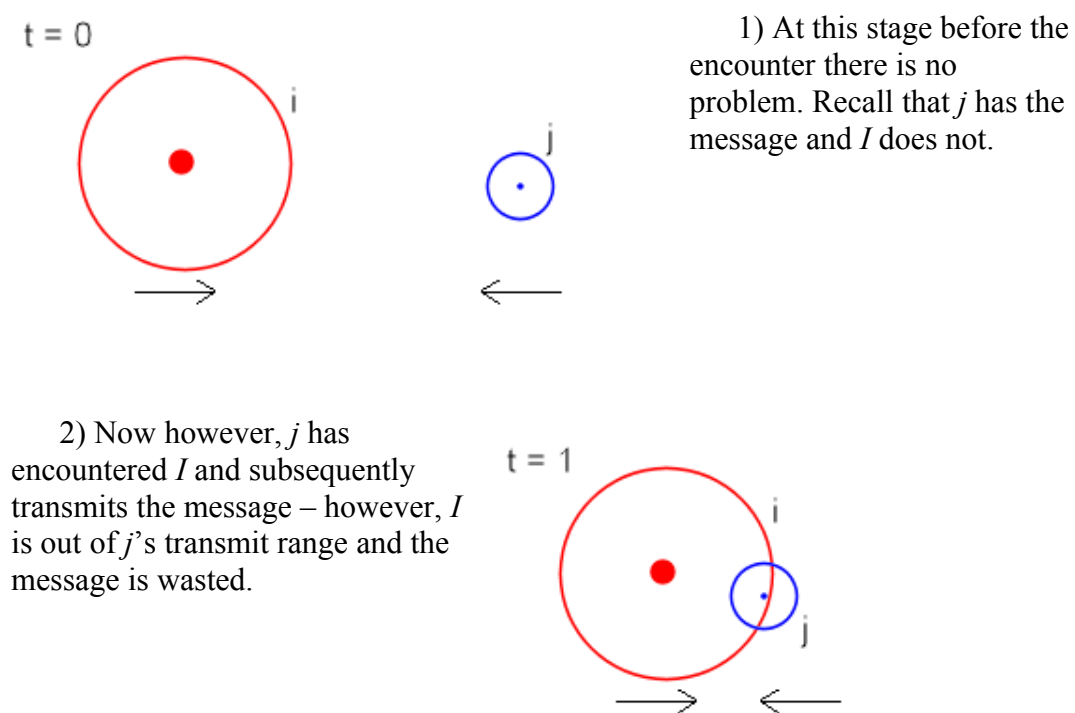 t = 0
i
j
1) At this stage before the
encounter there is no
problem. Recall that j has the
message and I does not.
2) Now however, j has
encountered I and subsequently
transmits the message – however, I
is out of j’s transmit range and the
message is wasted.
t = 1
i
j